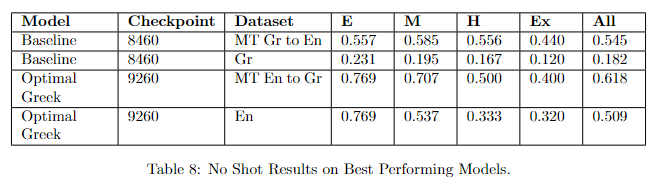 Model Checkpoint Dataset E M H Ex All
Baseline 8460 MT Gr to En 0.557 0.585 0.556 0.440 0.545
Baseline 8460 Gr 0.231 0.195 0.167 0.120 0.182
Optimal 9260 MT En to Gr 0.769 0.707 0.500 0.400 0.618
Greek
Optimal 9260 En 0.769 0.537 0.333 0.320 0.509
Greek
Table 8: No Shot Results on Best Performing Models.